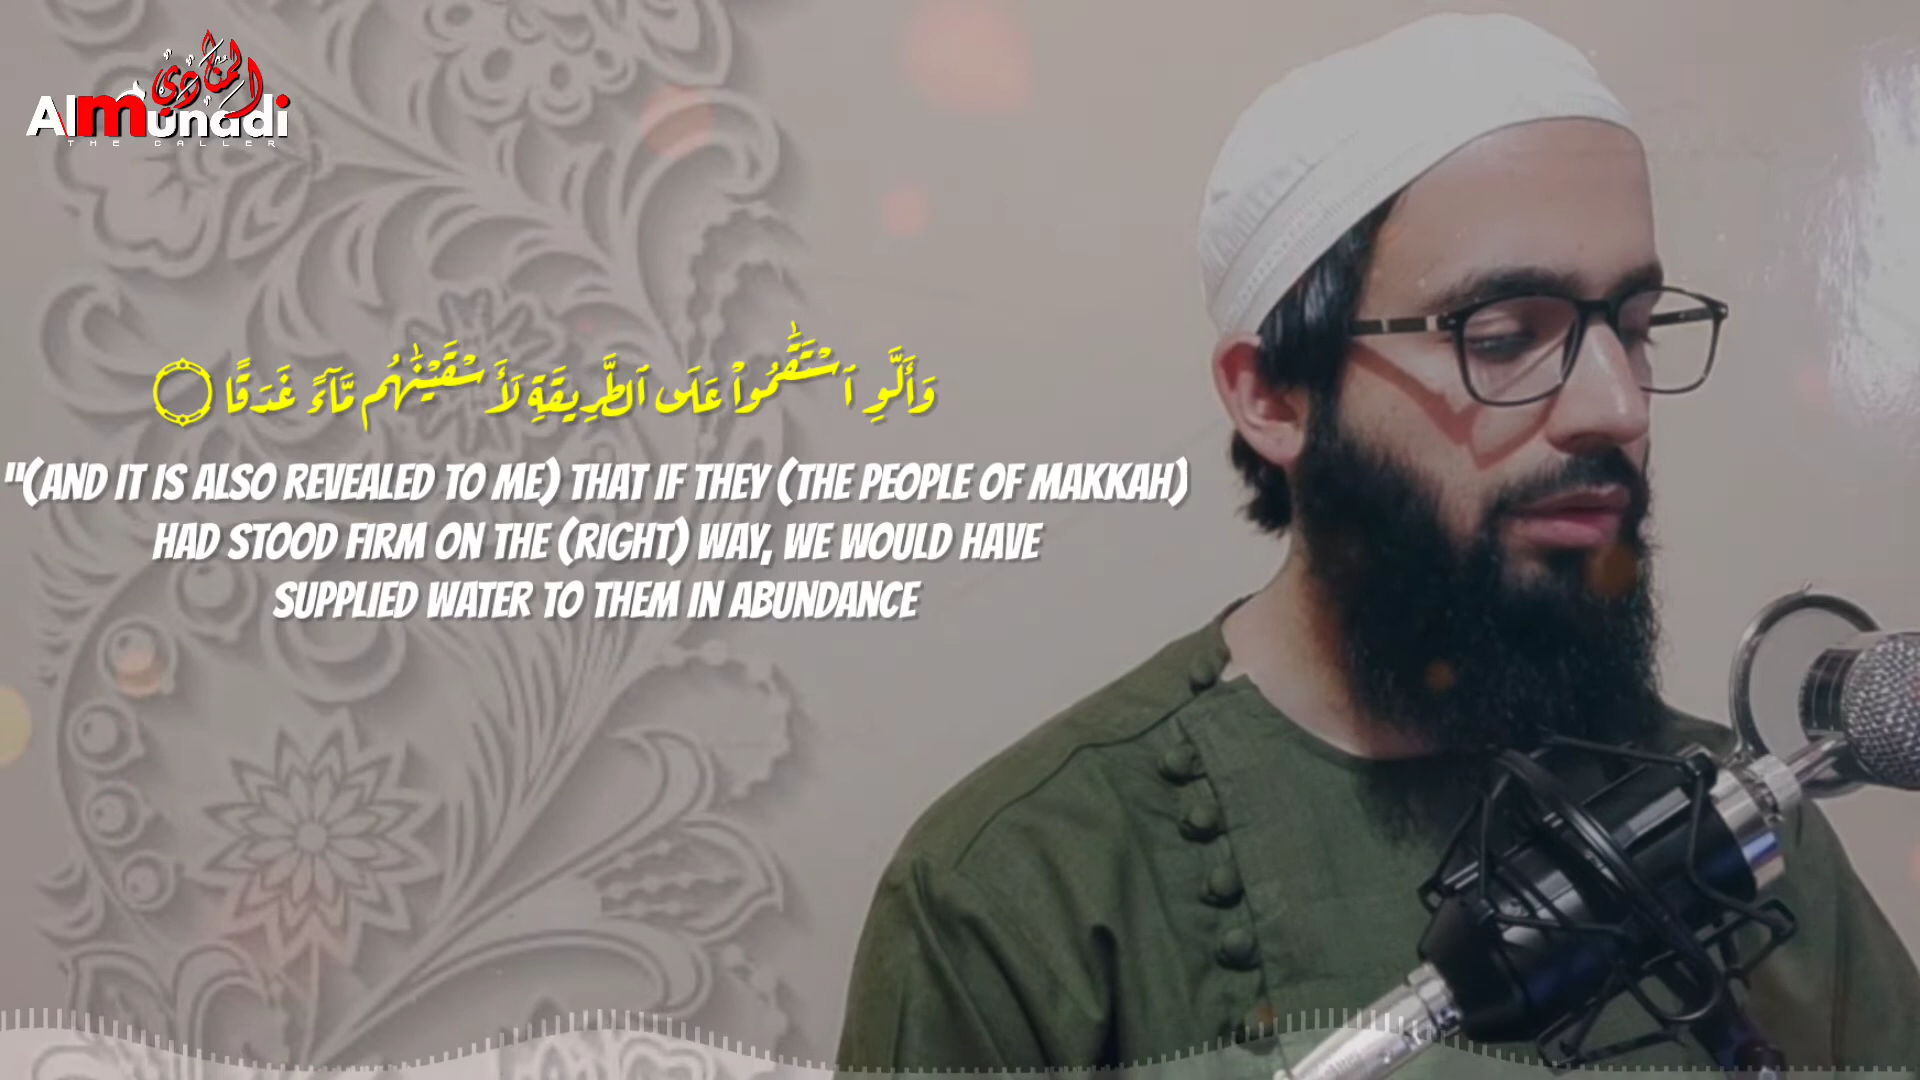 المنادي
Almunadi
THE CALLER
وَأَلَّوِ ٱسْتَقَٰمُوا۟ عَلَى ٱلطَّرِيقَةِ لَأَسْقَيْنَٰهُم مَّآءً غَدَقًا ۝
"(AND IT IS ALSO REVEALED TO ME) THAT IF THEY (THE PEOPLE OF MAKKAH)
HAD STOOD FIRM ON THE (RIGHT) WAY, WE WOULD HAVE
SUPPLIED WATER TO THEM IN ABUNDANCE